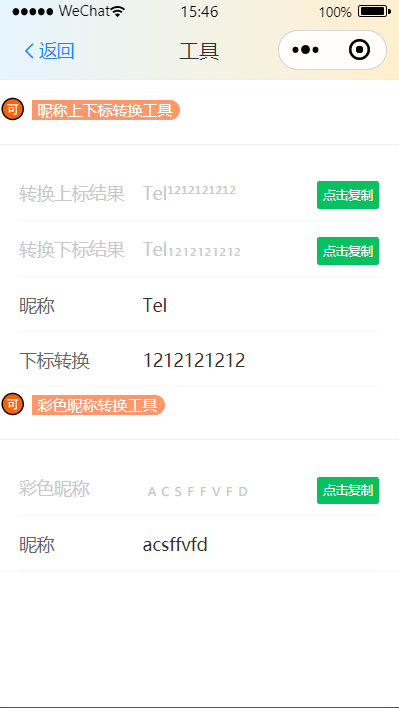 WeChat 15:46 100%
返回 工具
可 昵称上下标转换工具
转换上标结果 Tel¹²¹²¹²¹²¹² 点击复制
转换下标结果 Tel₁₂₁₂₁₂₁₂₁₂ 点击复制
昵称 Tel
下标转换 1212121212
可 彩色昵称转换工具
彩色昵称 A C S F F V F D 点击复制
昵称 acsffvfd